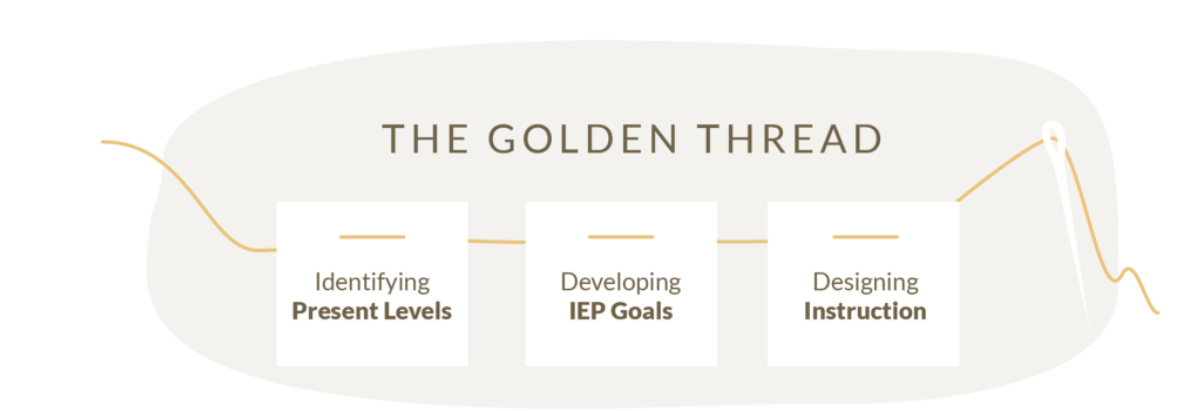 THE GOLDEN THREAD
Identifying
Present Levels
Developing
IEP Goals
Designing
Instruction